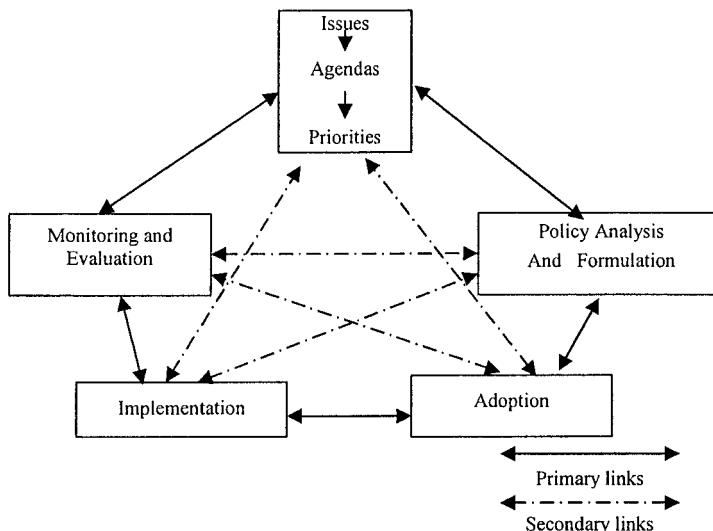 Issues
Agendas
Priorities
Monitoring and
Evaluation
Policy Analysis
And Formulation
Implementation
Adoption
Primary links
Secondary links